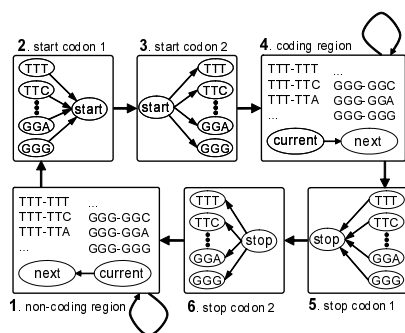 2. start codon 1
TTT
TTC
GGA
GGG
start
3. start codon 2
start
TTT
TTC
GGA
GGG
4. coding region
TTT-TTT ...
TTT-TTC GGG-GGC
TTT-TTA GGG-GGA
... GGG-GGG
current next
TTT-TTT ...
TTT-TTC GGG-GGC
TTT-TTA GGG-GGA
... GGG-GGG
next current
1. non-coding region
TTT
TTC
GGA
GGG
stop
6. stop codon 2
stop
TTT
TTC
GGA
GGG
5. stop codon 1